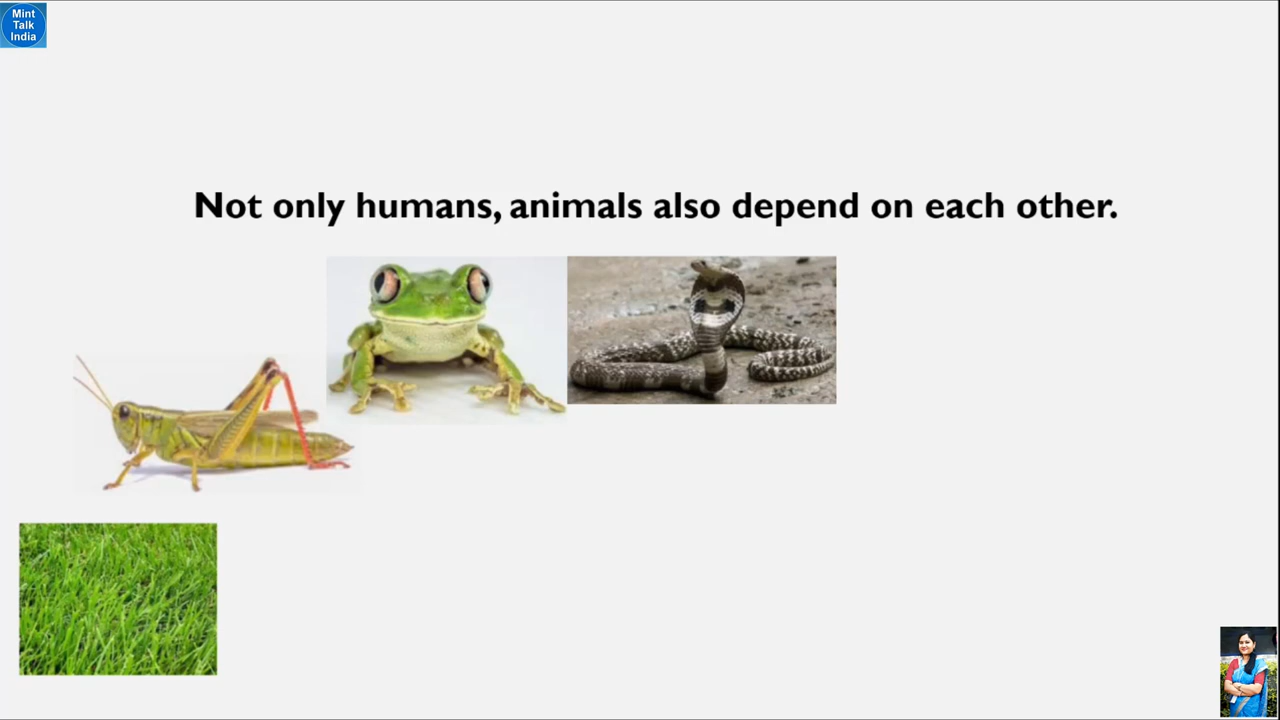 Mint
Talk
India
Not only humans, animals also depend on each other.